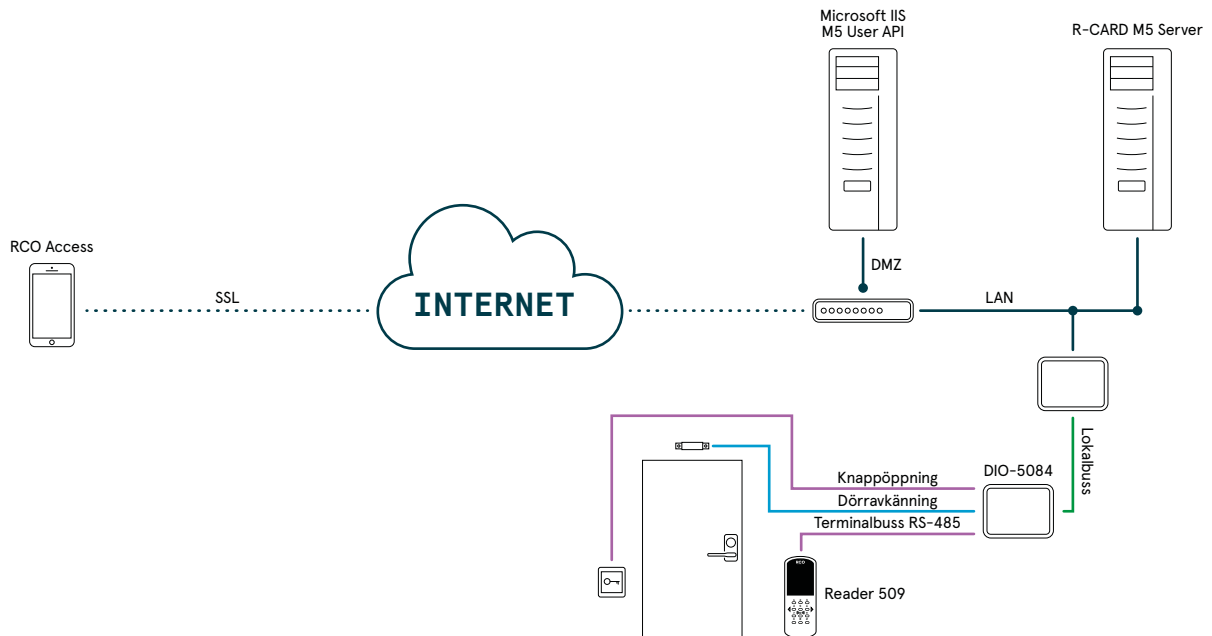 Microsoft IIS
M5 User API
R-CARD M5 Server
RCO Access
DMZ
SSL
INTERNET
LAN
Lokalbuss
DIO-5084
Knappöppning
Dörravkänning
Terminalbuss RS-485
RCO
Reader 509